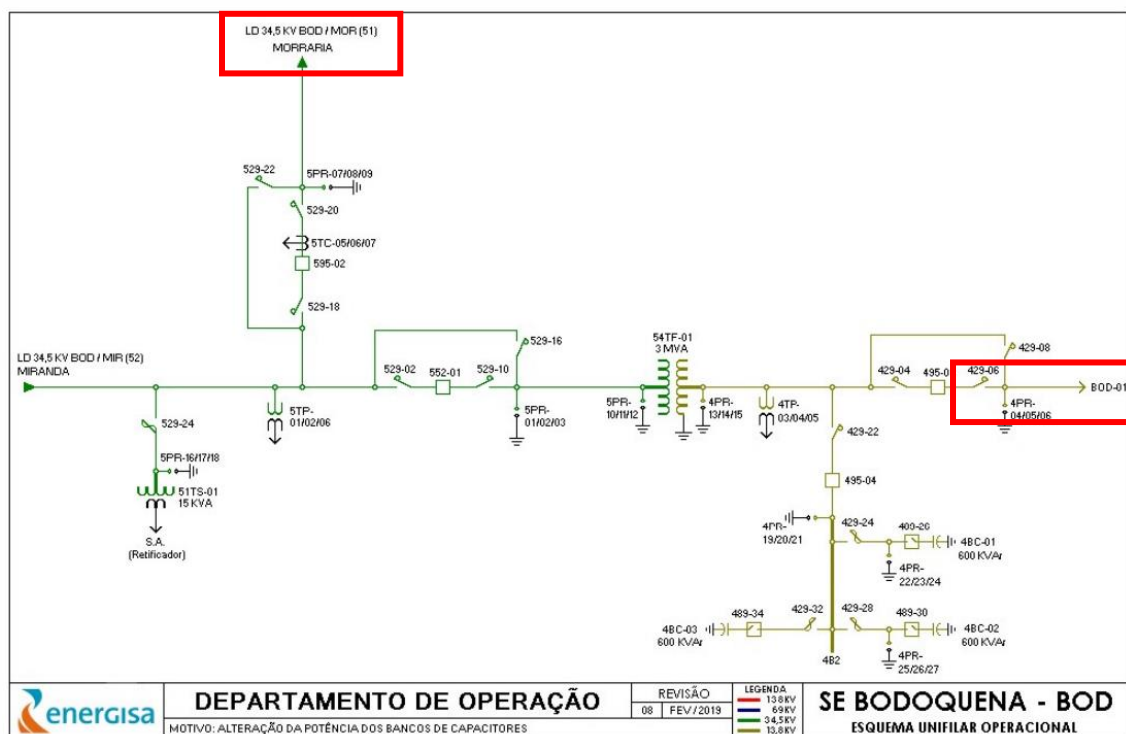 LD 34,5 KV BOD / MOR (51)
MORRARIA
529-22
5PR-07/08/09
529-20
5TC-05/06/07
595-02
529-18
LD 34,5 KV BOD / MIR (52)
MIRANDA
529-16
529-02
552-01
529-10
54TF-01
3 MVA
429-08
429-04
495-0
429-06
BOD-01
529-24
5TP-
01/02/06
5PR-
01/02/03
5PR-
10/11/12
4PR-
13/14/15
4TP-
03/04/05
4PR-
04/05/06
429-22
5PR-16/17/18
51TS-01
15 KVA
S.A.
(Retificador)
495-04
4PR-
19/20/21
429-24
409-26
4BC-01
600 KVAr
4PR-
22/23/24
489-34
429-32
429-28
489-30
4BC-03
600 KVAr
4BC-02
600 KVAr
4B2
4PR-
25/26/27
energisa
DEPARTAMENTO DE OPERAÇÃO
MOTIVO: ALTERAÇÃO DA POTÊNCIA DOS BANCOS DE CAPACITORES
REVISÃO
08 FEV/2019
LEGENDA
138KV
69KV
34,5KV
13,8KV
SE BODOQUENA - BOD
ESQUEMA UNIFILAR OPERACIONAL